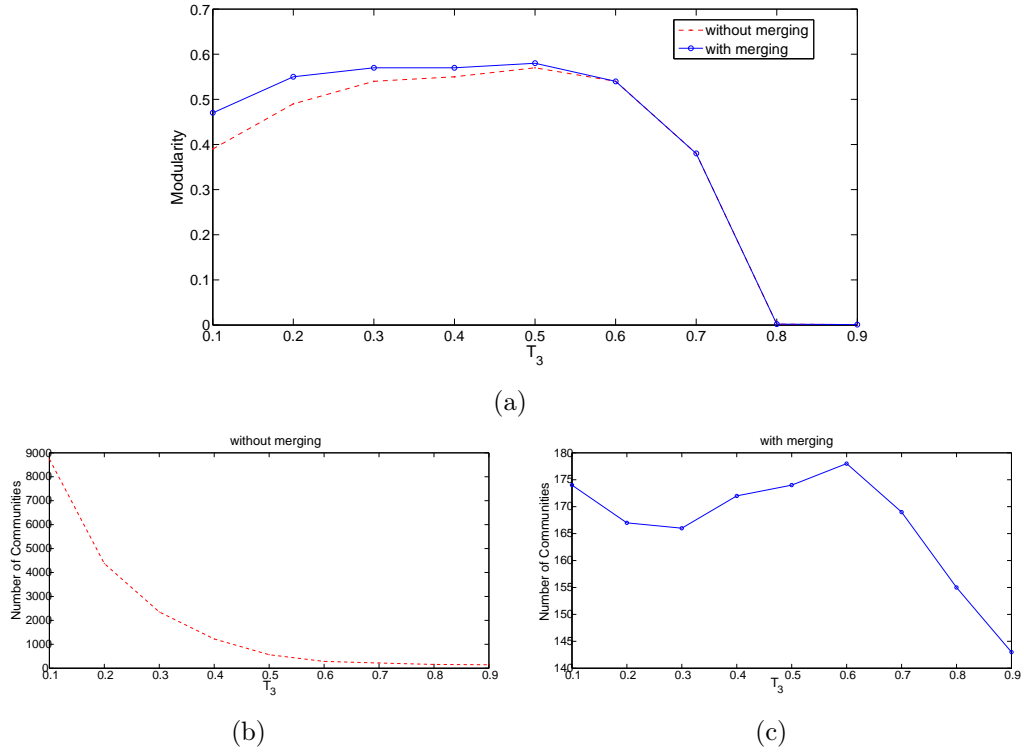 0.7
without merging
with merging
0.6
0.5
0.4
0.3
0.2
0.1
0
Modularity
0.1 0.2 0.3 0.4 0.5 0.6 0.7 0.8 0.9
T3
(a)
without merging
9000
8000
7000
6000
5000
4000
3000
2000
1000
0
Number of Communities
0.1 0.2 0.3 0.4 0.5 0.6 0.7 0.8 0.9
T3
(b)
with merging
180
175
170
165
160
155
150
145
140
Number of Communities
0.1 0.2 0.3 0.4 0.5 0.6 0.7 0.8 0.9
T3
(c)